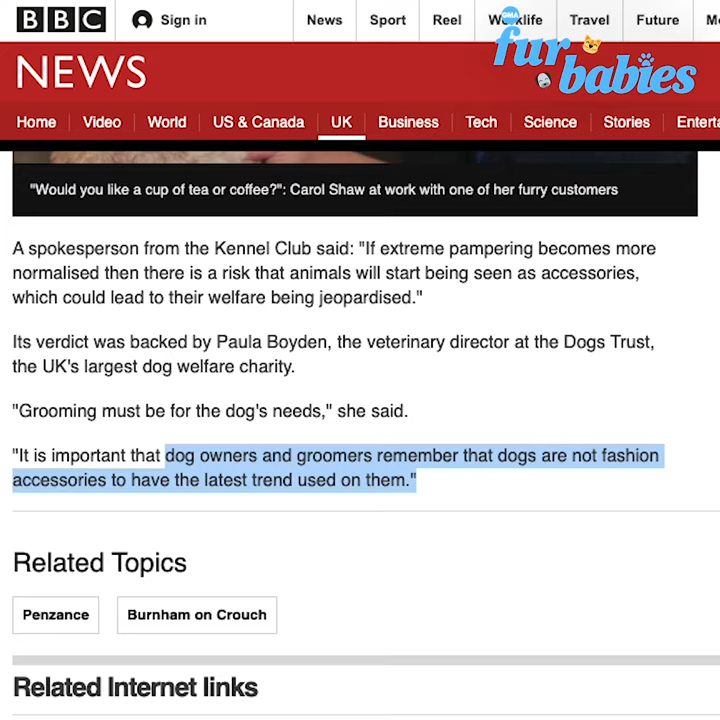 BBC
Sign in
News
Sport
Reel
Worklife
Travel
Future
GMA
fur
babies
NEWS
Home
Video
World
US & Canada
UK
Business
Tech
Science
Stories
"Would you like a cup of tea or coffee?": Carol Shaw at work with one of her furry customers
A spokesperson from the Kennel Club said: "If extreme pampering becomes more
normalised then there is a risk that animals will start being seen as accessories,
which could lead to their welfare being jeopardised."
Its verdict was backed by Paula Boyden, the veterinary director at the Dogs Trust,
the UK's largest dog welfare charity.
"Grooming must be for the dog's needs," she said.
"It is important that dog owners and groomers remember that dogs are not fashion
accessories to have the latest trend used on them."
Related Topics
Penzance
Burnham on Crouch
Related Internet links